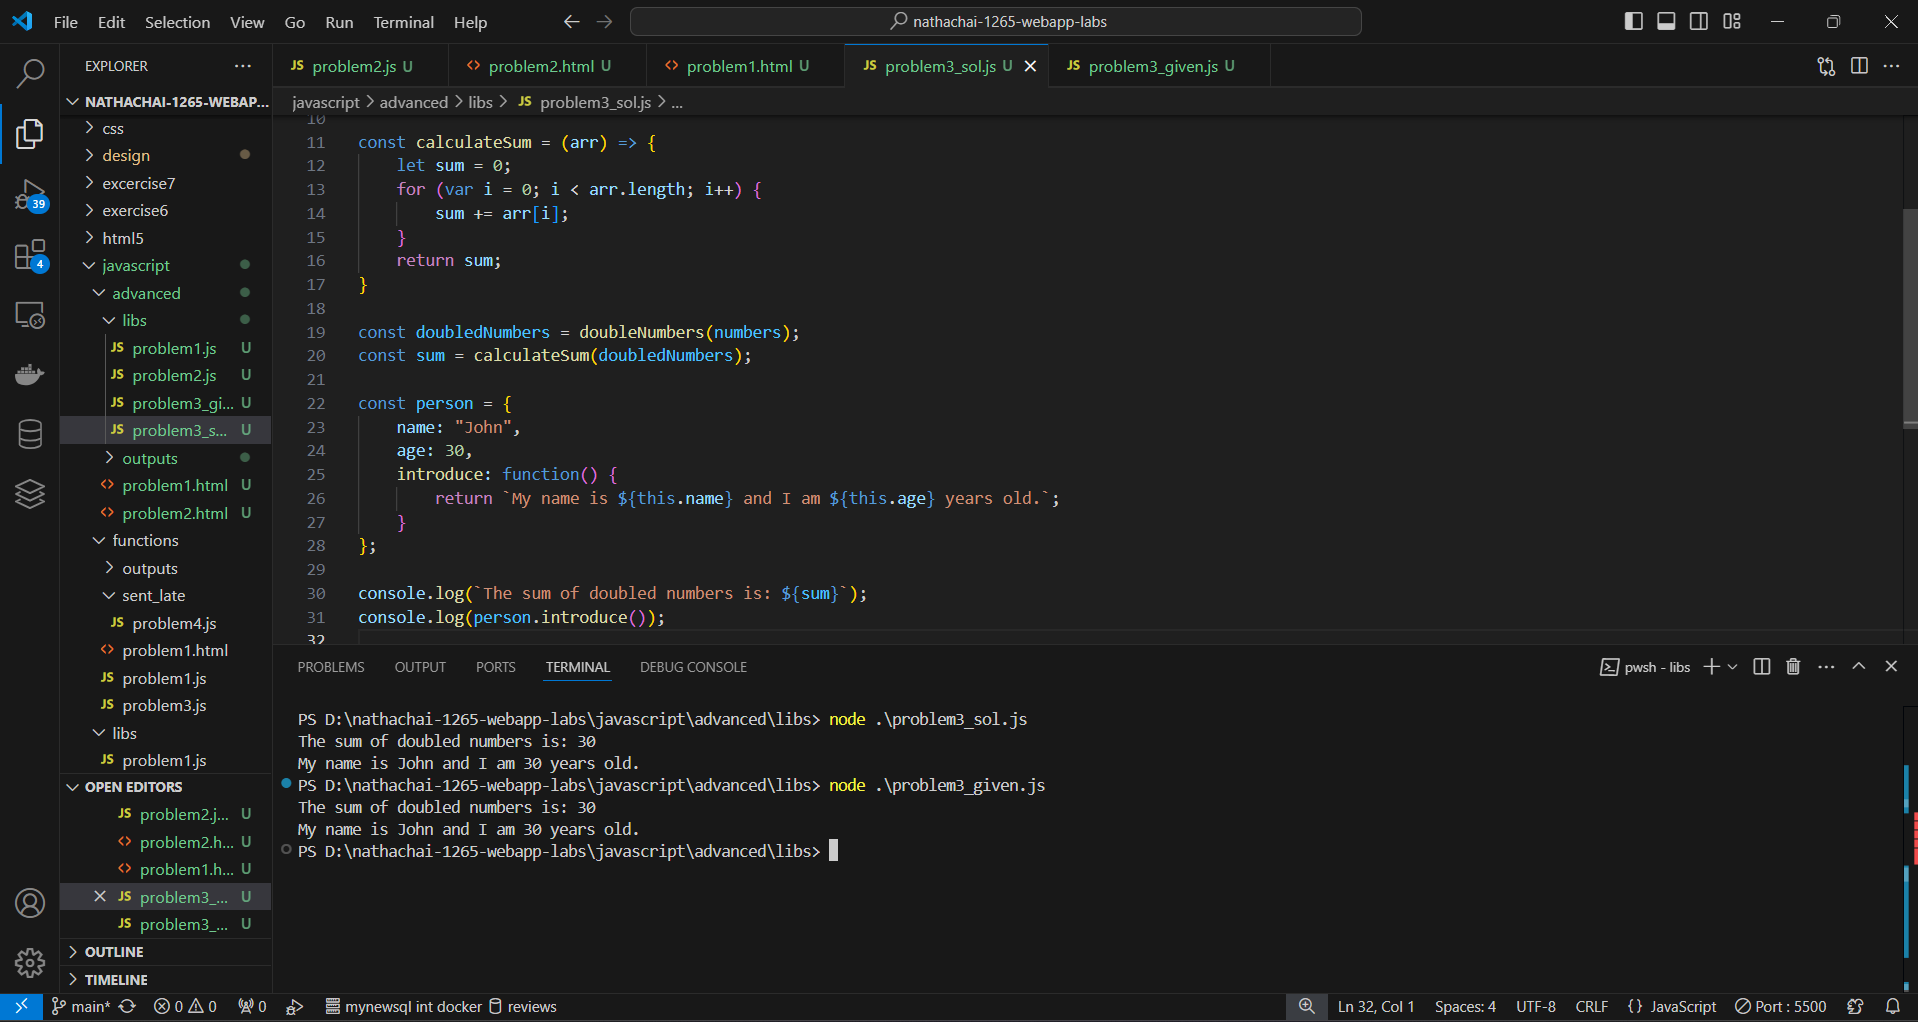 File Edit Selection View Go Run Terminal Help
nathachai-1265-webapp-labs
EXPLORER
NATHACHAI-1265-WEBAP...
css
design
excercise7
exercise6
html5
javascript
advanced
libs
JS problem1.js U
JS problem2.js U
JS problem3_gi... U
JS problem3_s... U
outputs
<> problem1.html U
<> problem2.html U
functions
outputs
sent_late
JS problem4.js
<> problem1.html
JS problem1.js
JS problem3.js
libs
JS problem1.js
OPEN EDITORS
JS problem2.j... U
<> problem2.h... U
<> problem1.h... U
JS problem3_... U
JS problem3_... U
OUTLINE
TIMELINE
39
4
JS problem2.js U
<> problem2.html U
<> problem1.html U
JS problem3_sol.js U
JS problem3_given.js U
javascript > advanced > libs > JS problem3_sol.js > ...
10
11 const calculateSum = (arr) => {
12 let sum = 0;
13 for (var i = 0; i < arr.length; i++) {
14 sum += arr[i];
15 }
16 return sum;
17 }
18
19 const doubledNumbers = doubleNumbers(numbers);
20 const sum = calculateSum(doubledNumbers);
21
22 const person = {
23 name: "John",
24 age: 30,
25 introduce: function() {
26 return `My name is ${this.name} and I am ${this.age} years old.`;
27 }
28 };
29
30 console.log(`The sum of doubled numbers is: ${sum}`);
31 console.log(person.introduce());
32
PROBLEMS OUTPUT PORTS TERMINAL DEBUG CONSOLE
pwsh - libs
PS D:\nathachai-1265-webapp-labs\javascript\advanced\libs> node .\problem3_sol.js
The sum of doubled numbers is: 30
My name is John and I am 30 years old.
PS D:\nathachai-1265-webapp-labs\javascript\advanced\libs> node .\problem3_given.js
The sum of doubled numbers is: 30
My name is John and I am 30 years old.
PS D:\nathachai-1265-webapp-labs\javascript\advanced\libs>
main* 0 0 0 mynewsql int docker reviews
Ln 32, Col 1 Spaces: 4 UTF-8 CRLF {} JavaScript Port : 5500